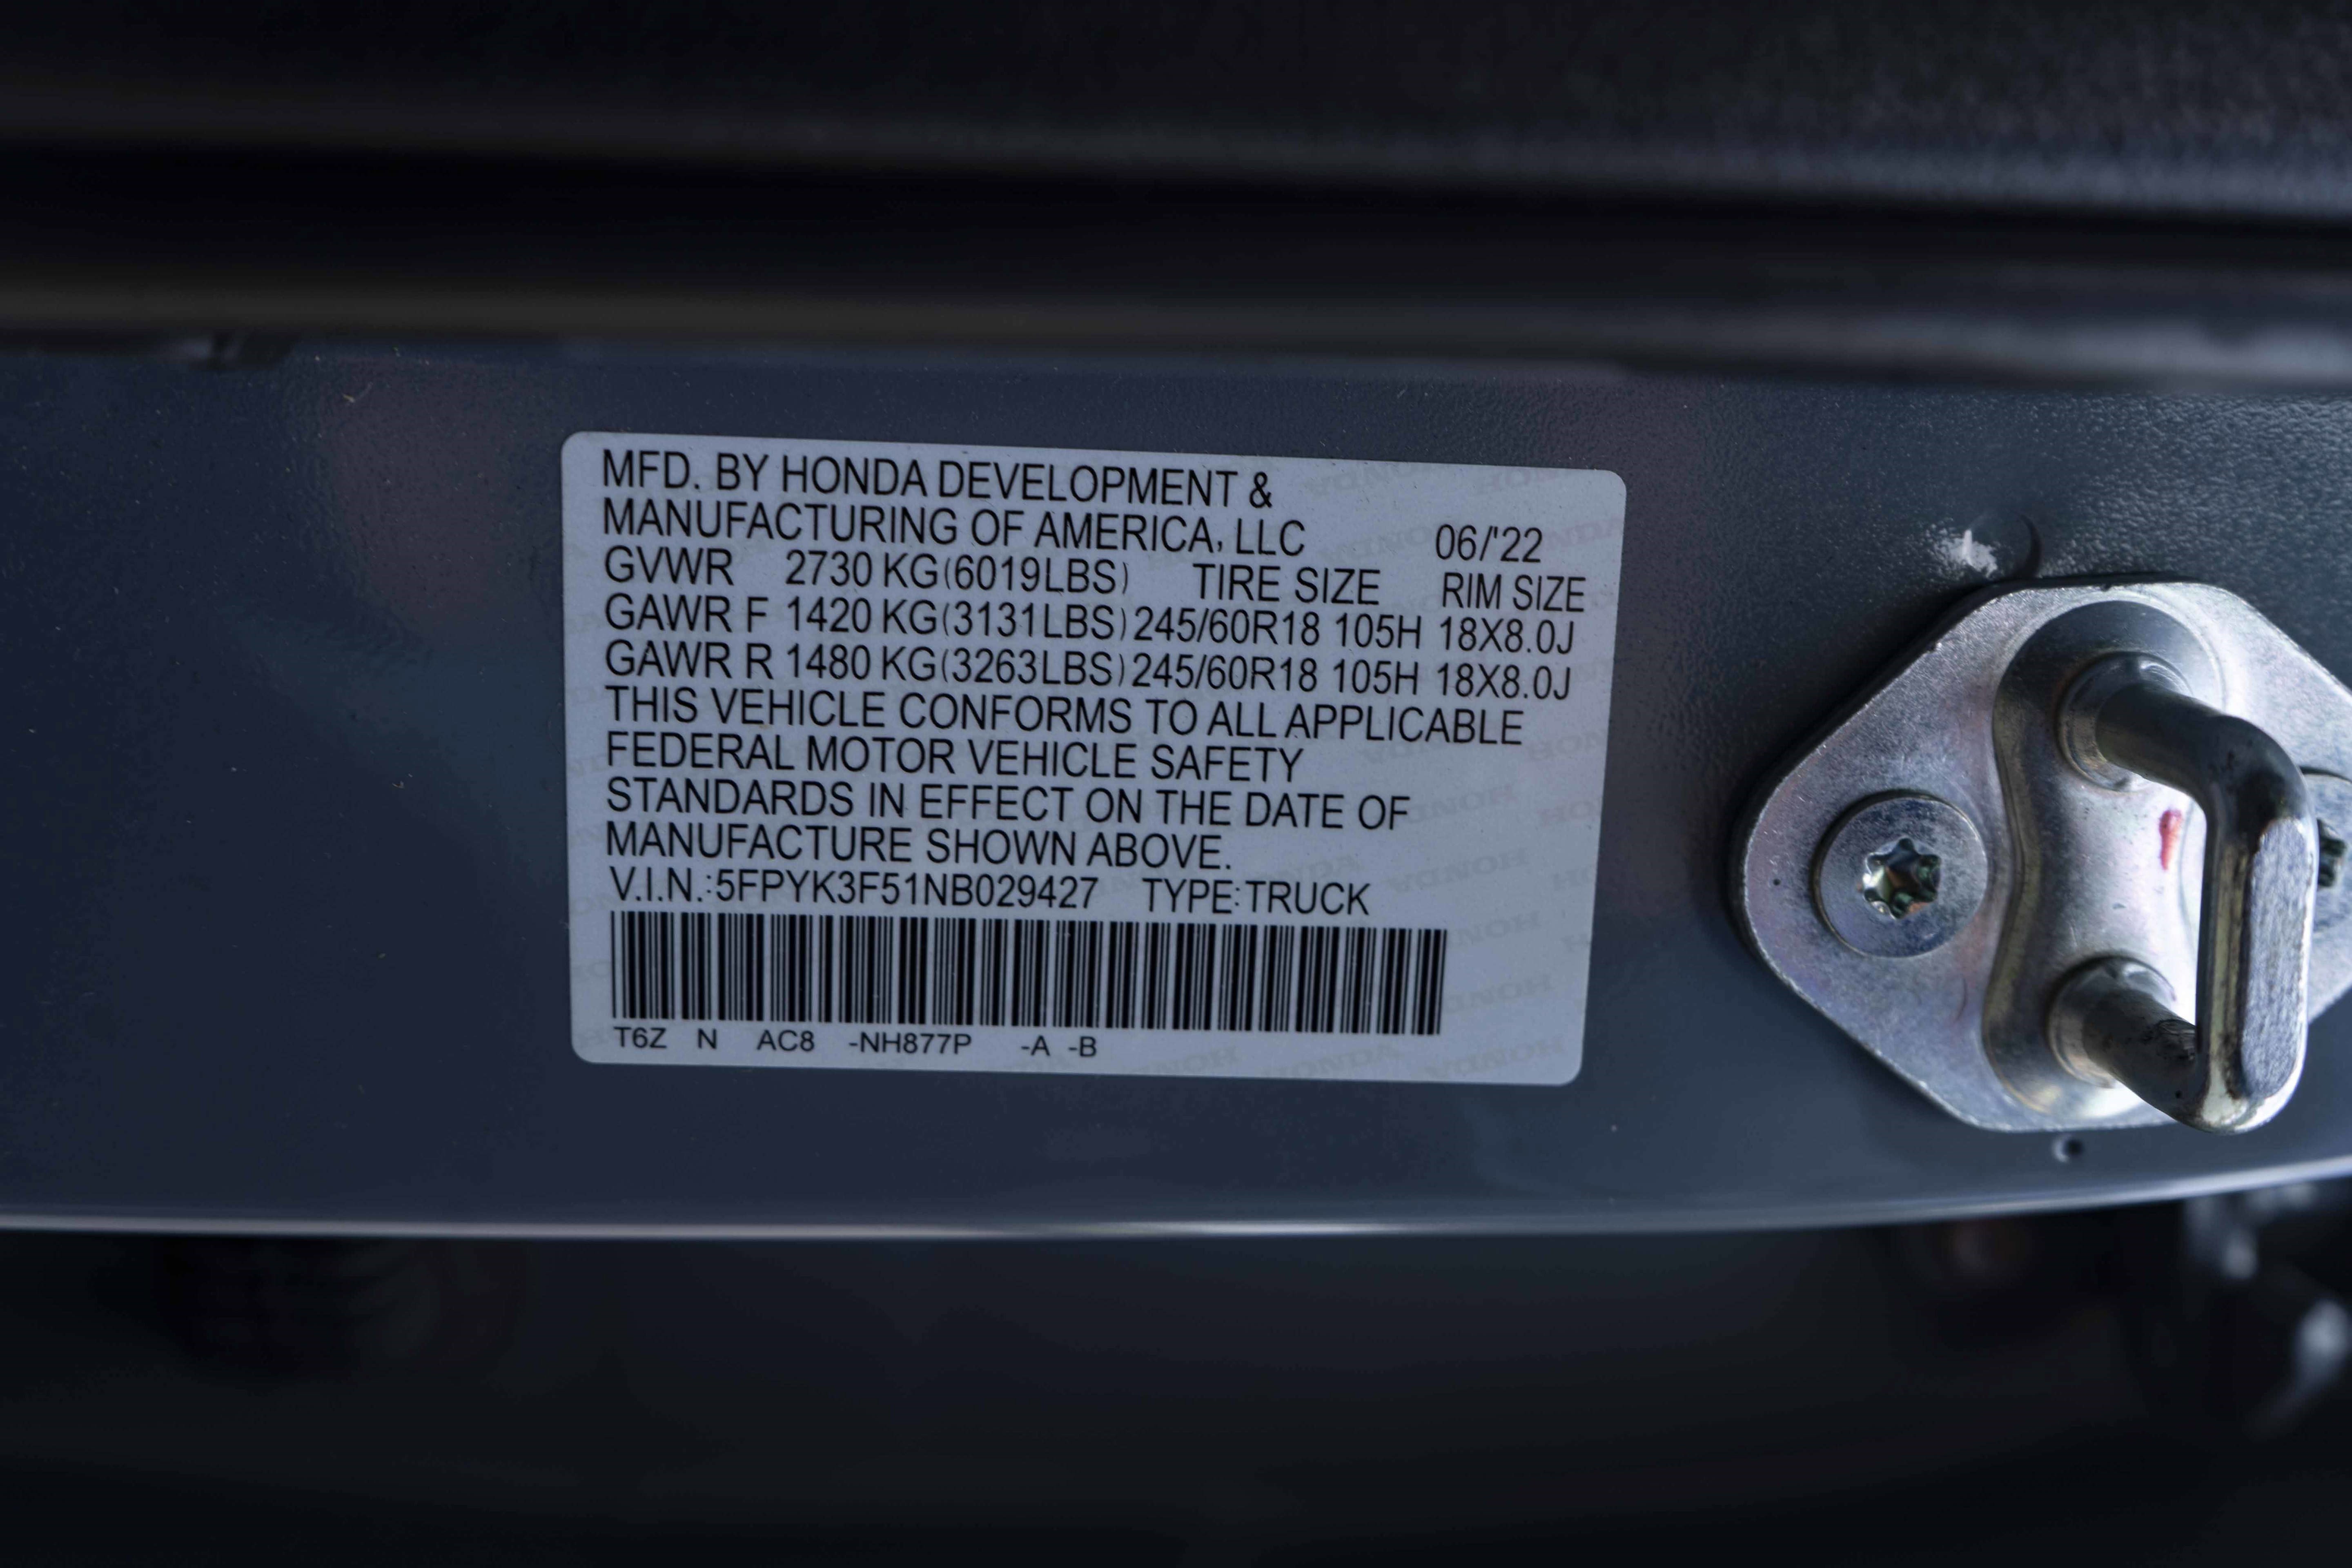 MFD. BY HONDA DEVELOPMENT &
MANUFACTURING OF AMERICA, LLC 06/'22
GVWR 2730 KG(6019LBS) TIRE SIZE RIM SIZE
GAWR F 1420 KG(3131LBS) 245/60R18 105H 18X8.0J
GAWR R 1480 KG(3263LBS) 245/60R18 105H 18X8.0J
THIS VEHICLE CONFORMS TO ALL APPLICABLE
FEDERAL MOTOR VEHICLE SAFETY
STANDARDS IN EFFECT ON THE DATE OF
MANUFACTURE SHOWN ABOVE.
V.I.N.:5FPYK3F51NB029427 TYPE:TRUCK
T6Z N AC8 -NH877P -A -B